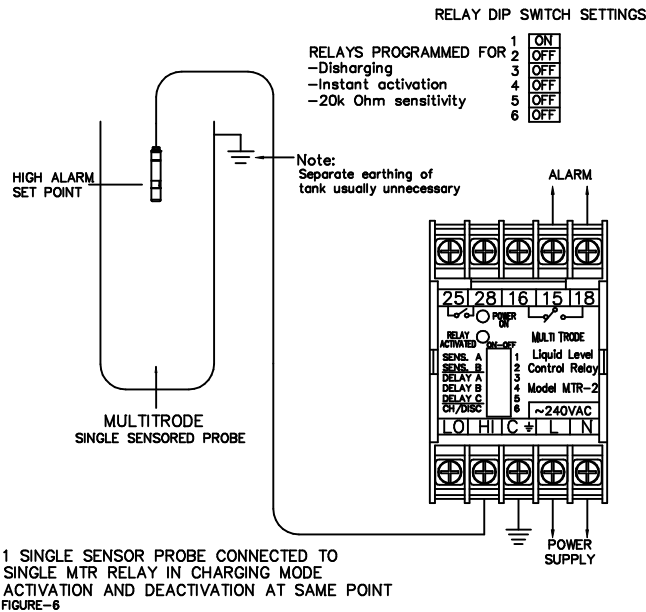 RELAY DIP SWITCH SETTINGS
RELAYS PROGRAMMED FOR
-Disharging
-Instant activation
-20k Ohm sensitivity
1 ON
2 OFF
3 OFF
4 OFF
5 OFF
6 OFF
HIGH ALARM
SET POINT
Note:
Separate earthing of
tank usually unnecessary
ALARM
25 28 16 15 18
POWER
ON
RELAY
ACTIVATED
ON-OFF
MULTI TRODE
SENS. A 1
SENS. B 2
DELAY A 3
DELAY B 4
DELAY C 5
CH/DISC 6
Liquid Level
Control Relay
Model MTR-2
~240VAC
LO HI C L N
MULTITRODE
SINGLE SENSORED PROBE
POWER
SUPPLY
1 SINGLE SENSOR PROBE CONNECTED TO
SINGLE MTR RELAY IN CHARGING MODE
ACTIVATION AND DEACTIVATION AT SAME POINT
FIGURE-6